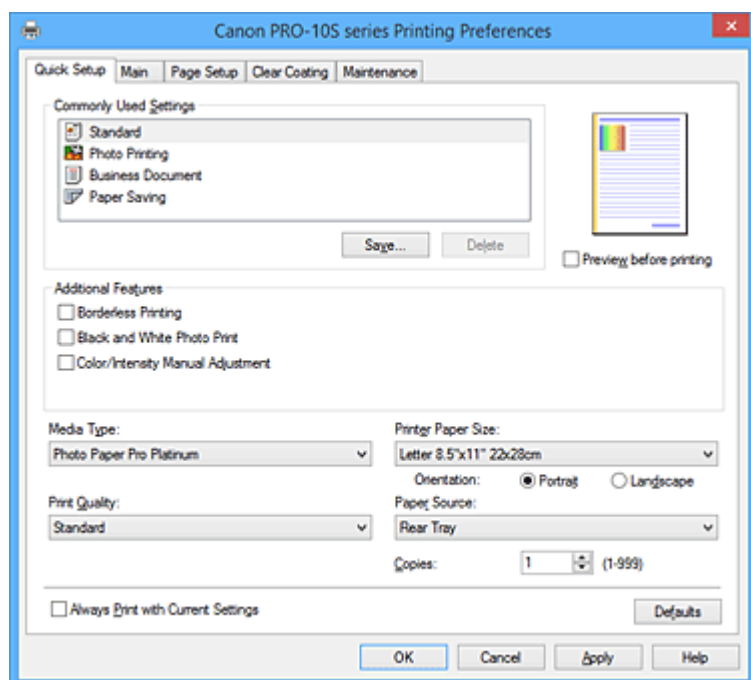 Canon PRO-10S series Printing Preferences
Quick Setup Main Page Setup Clear Coating Maintenance
Commonly Used Settings
Standard
Photo Printing
Business Document
Paper Saving
Save... Delete
Preview before printing
Additional Features
Borderless Printing
Black and White Photo Print
Color/Intensity Manual Adjustment
Media Type: Printer Paper Size:
Photo Paper Pro Platinum Letter 8.5"x11" 22x28cm
Orientation: Portrait Landscape
Print Quality: Paper Source:
Standard Rear Tray
Copies: 1 (1-999)
Always Print with Current Settings Defaults
OK Cancel Apply Help